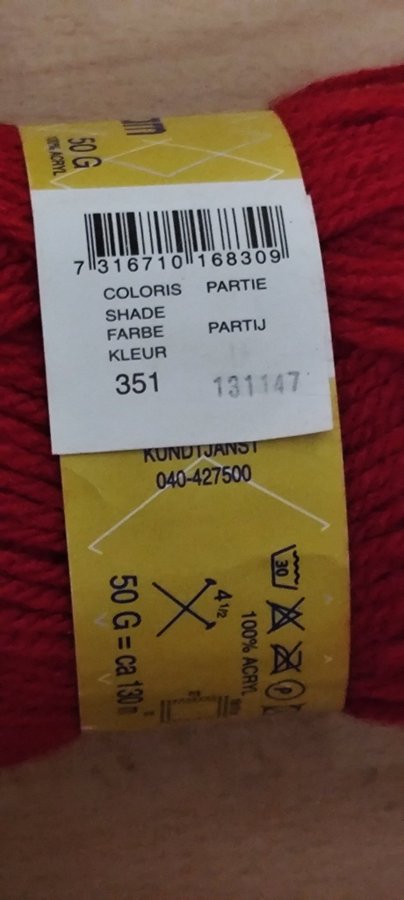 50 G
100% ACRYL
7 316710 168309
COLORIS PARTIE
SHADE
FARBE PARTIJ
KLEUR
351 131147
KUNDTJÄNST
040-427500
30
4 1/2
100% ACRYL
P
50 G = ca 130 m